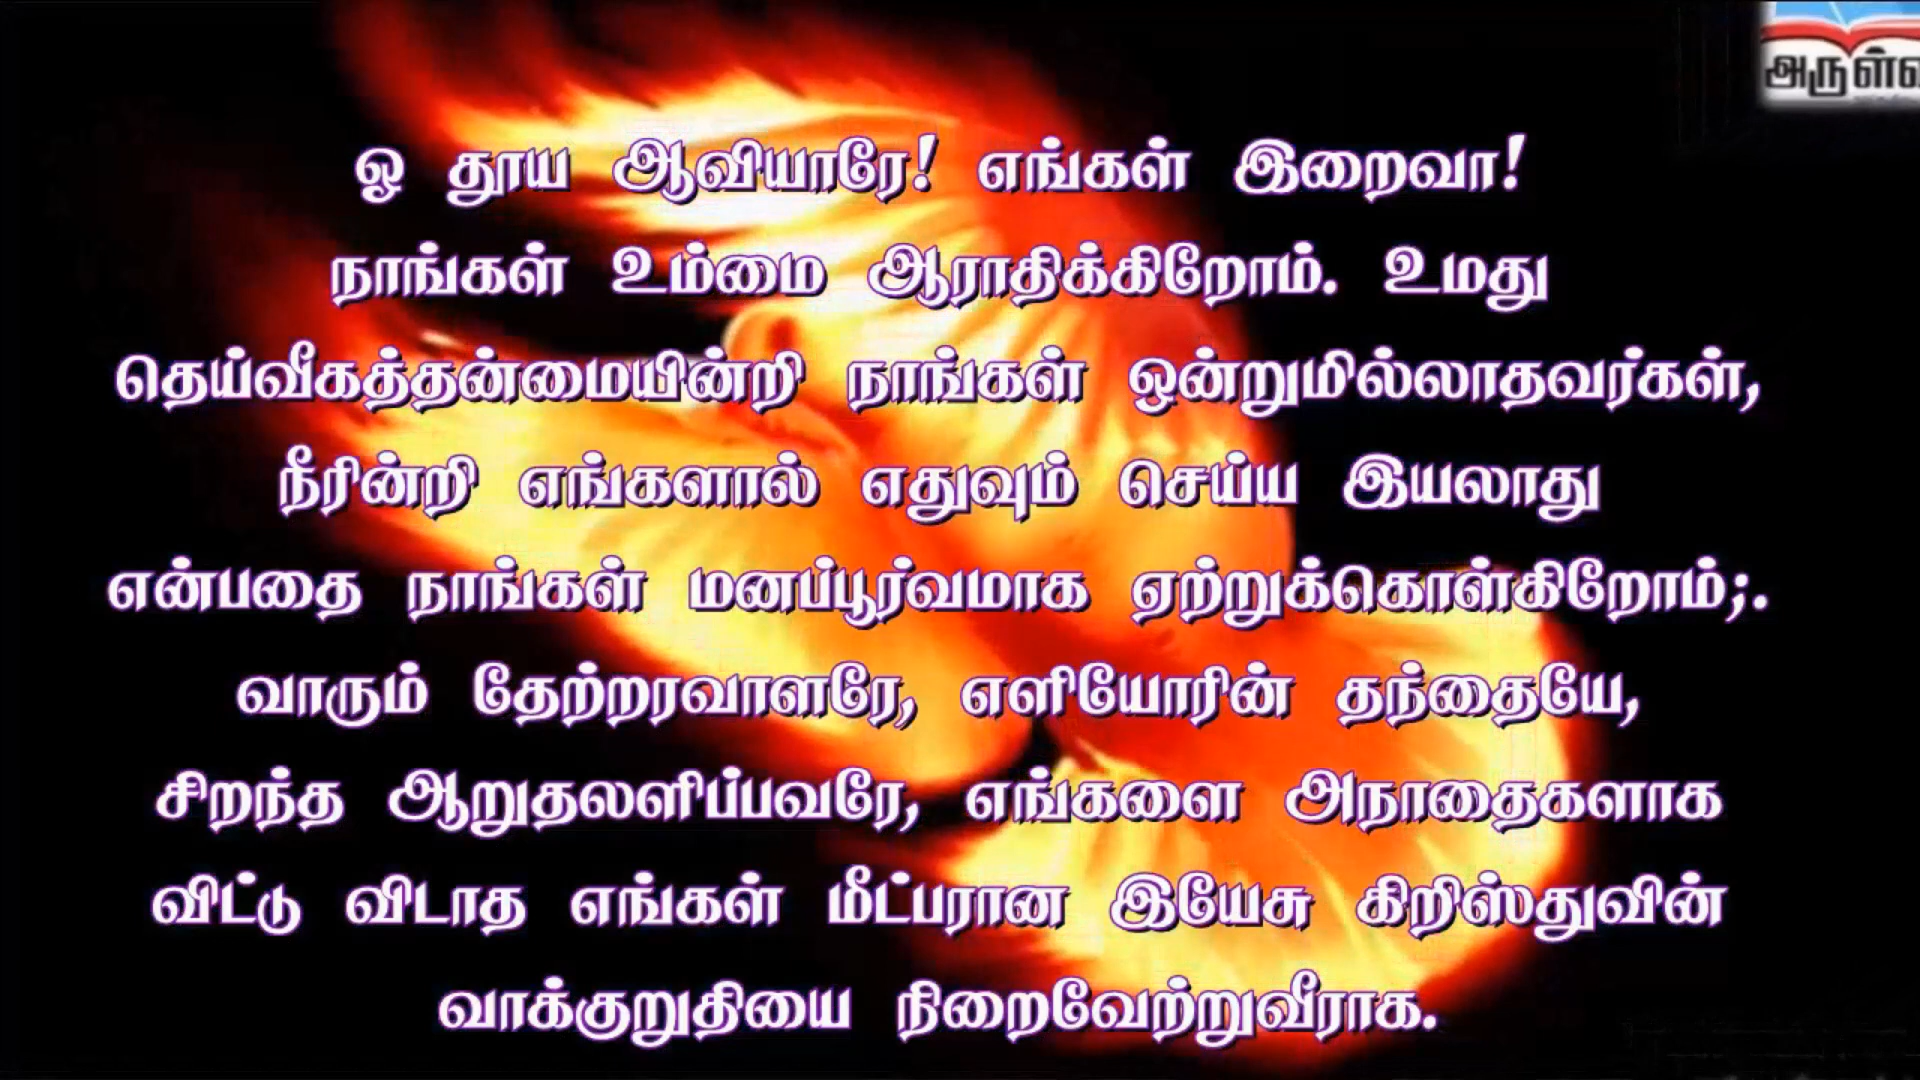 ஓ தூய ஆவியாரே! எங்கள் இறைவா!
நாங்கள் உம்மை ஆராதிக்கிறோம். உமது
தெய்வீகத்தன்மையின்றி நாங்கள் ஒன்றுமில்லாதவர்கள்,
நீரின்றி எங்களால் எதுவும் செய்ய இயலாது
என்பதை நாங்கள் மனப்பூர்வமாக ஏற்றுக்கொள்கிறோம்;.
வாரும் தேற்றரவாளரே, எளியோரின் தந்தையே,
சிறந்த ஆறுதலளிப்பவரே, எங்களை அநாதைகளாக
விட்டு விடாத எங்கள் மீட்பரான இயேசு கிறிஸ்துவின்
வாக்குறுதியை நிறைவேற்றுவீராக.